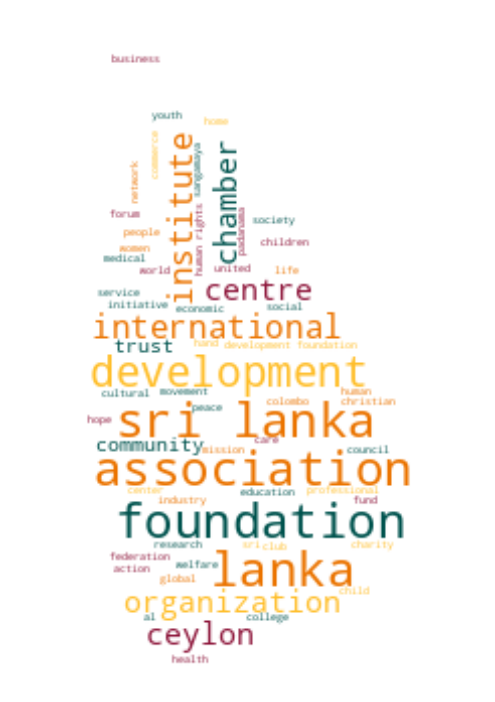 business
youth
home
commerce
institute
chamber
sangamaya
network
human rights
padanama
forum
society
people
women
children
medical
world
united
life
service
centre
initiative
economic
social
international
trust
hand
development foundation
development
cultural
movement
human
colombo
christian
peace
hope
sri lanka
community
care
mission
council
association
center
education
professional
industry
fund
foundation
research
sri
club
charity
federation
welfare
action
lanka
global
child
organization
al
college
ceylon
health